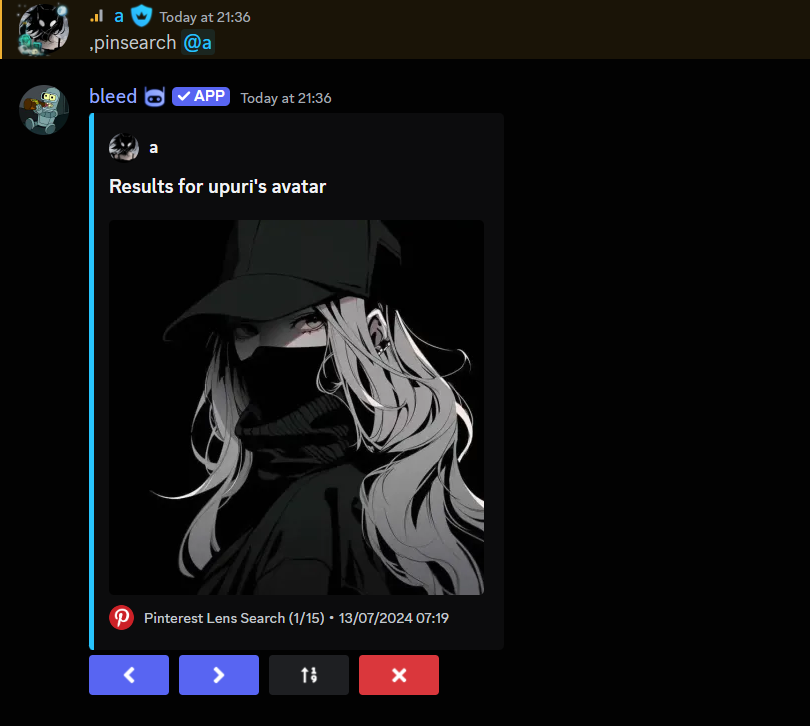 a Today at 21:36
,pinsearch @a
bleed APP Today at 21:36
a
Results for upuri's avatar
Pinterest Lens Search (1/15) • 13/07/2024 07:19